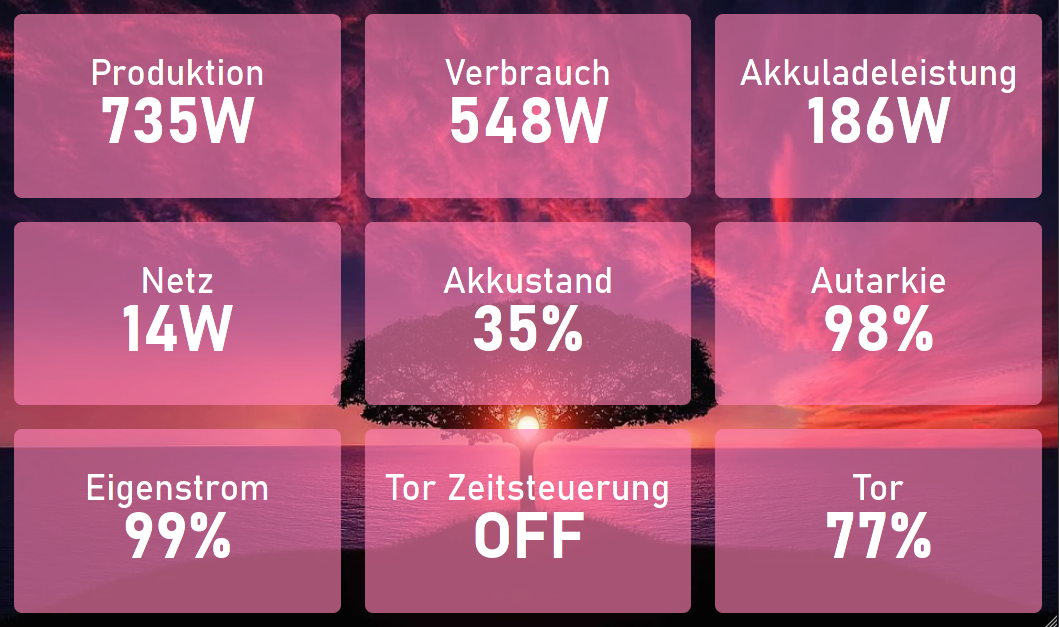 Produktion
735W
Verbrauch
548W
Akkuladeleistung
186W
Netz
14W
Akkustand
35%
Autarkie
98%
Eigenstrom
99%
Tor Zeitsteuerung
OFF
Tor
77%